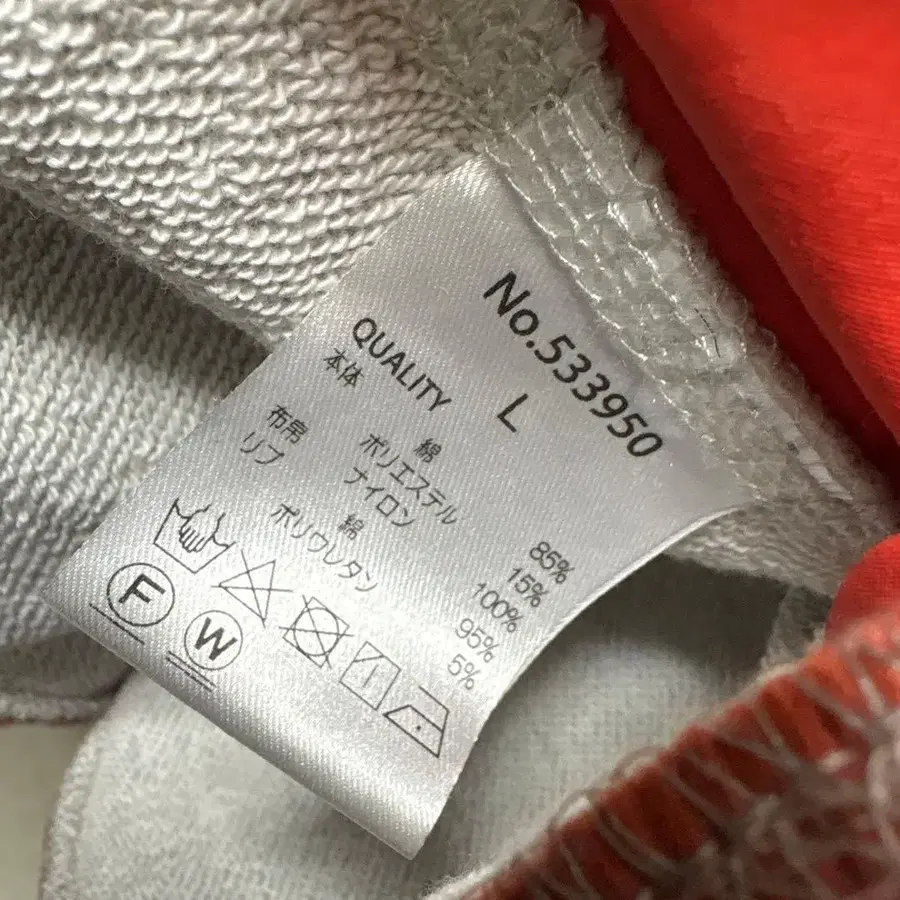 No.533950
L
QUALITY
本体 綿 85%
ポリエステル 15%
布帛 ナイロン 100%
リブ 綿 95%
ポリウレタン 5%
F W